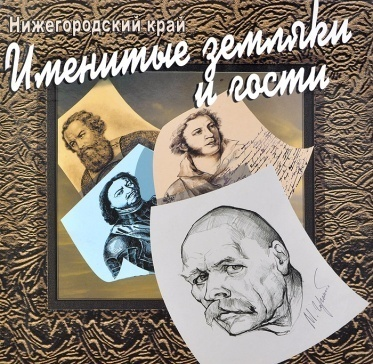 Нижегородский край
Именитые земляки
и гости